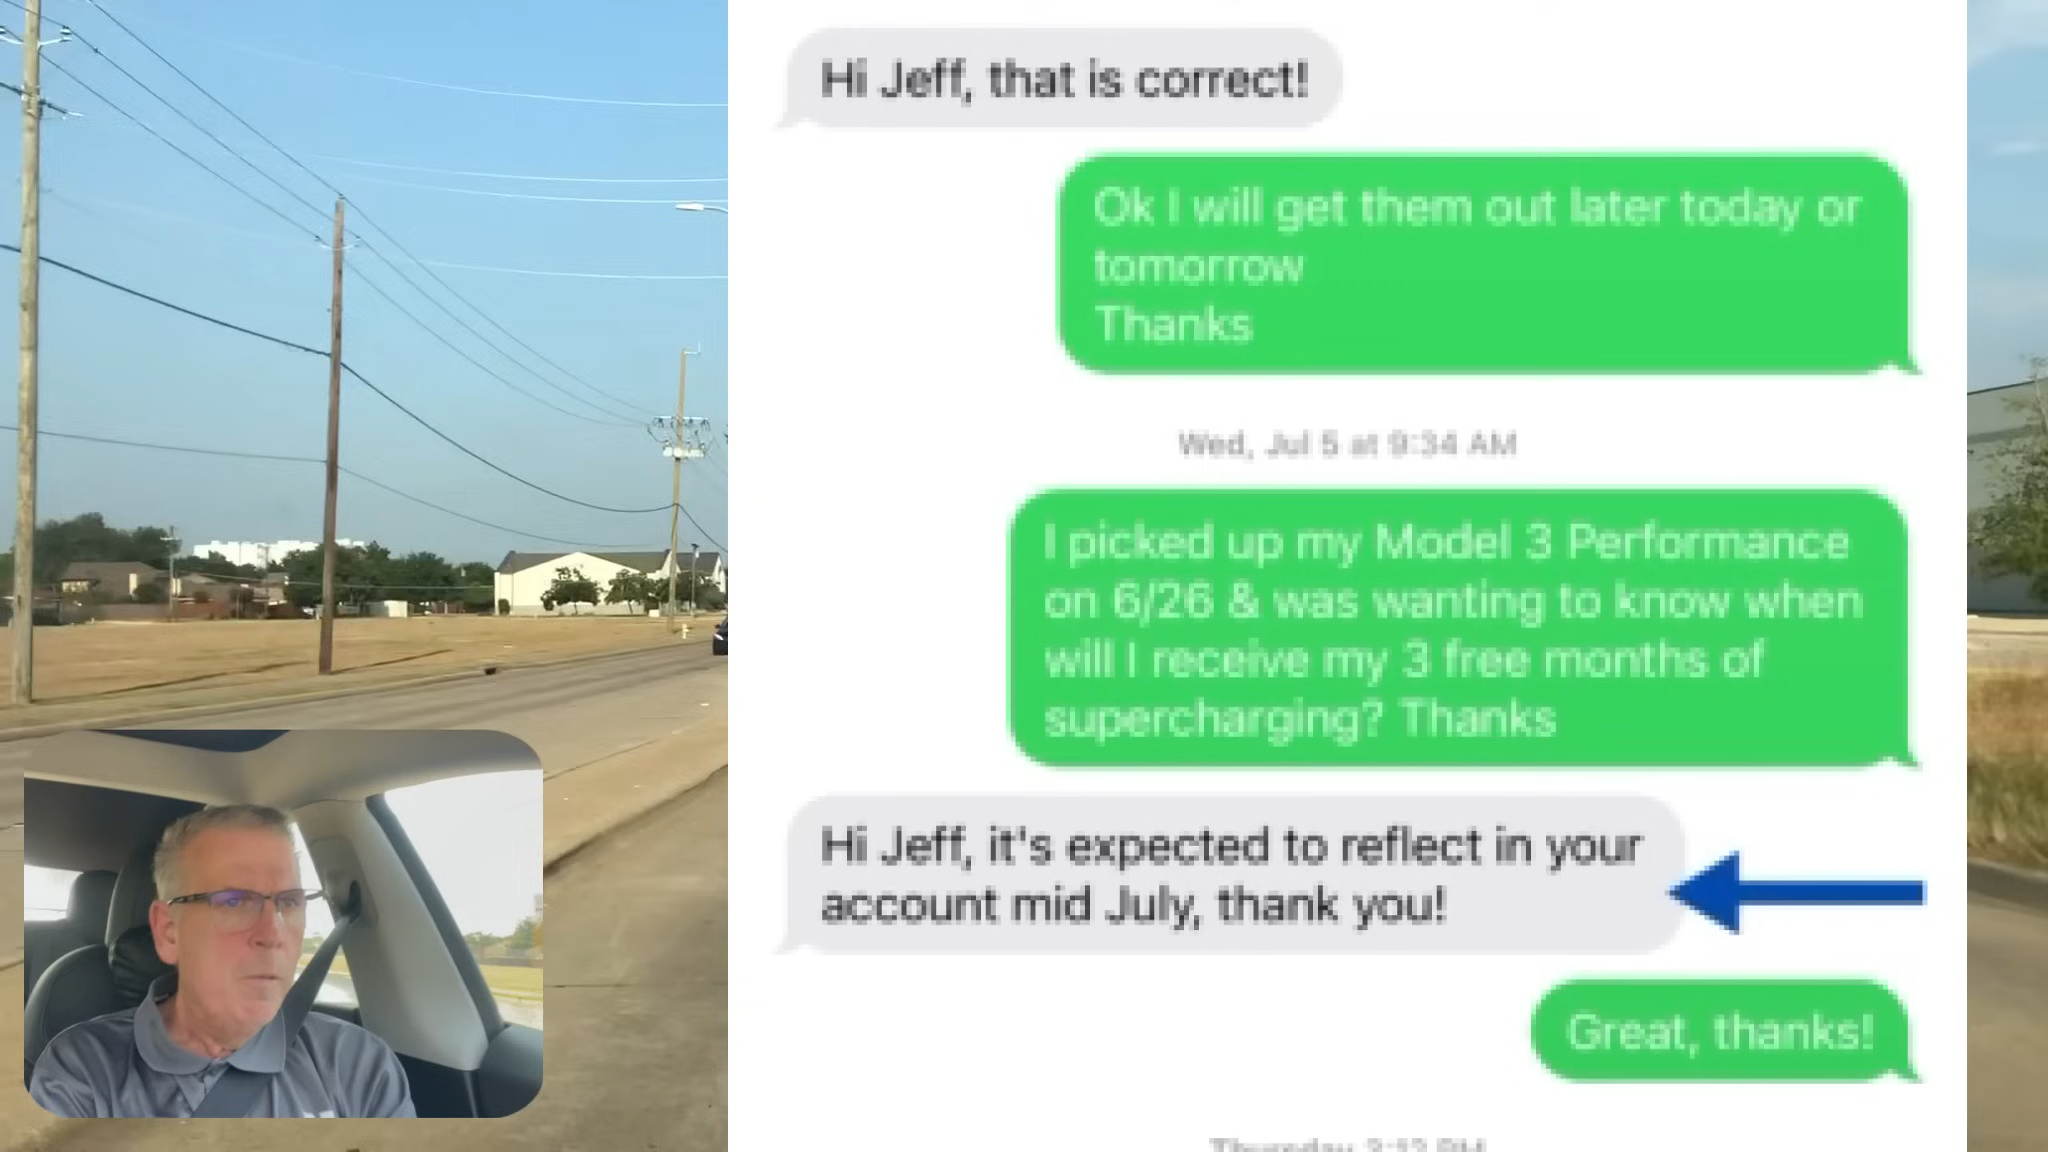 Hi Jeff, that is correct!
Ok I will get them out later today or
tomorrow
Thanks
Wed, Jul 5 at 9:34 AM
I picked up my Model 3 Performance
on 6/26 & was wanting to know when
will I receive my 3 free months of
supercharging? Thanks
Hi Jeff, it's expected to reflect in your
account mid July, thank you!
Great, thanks!